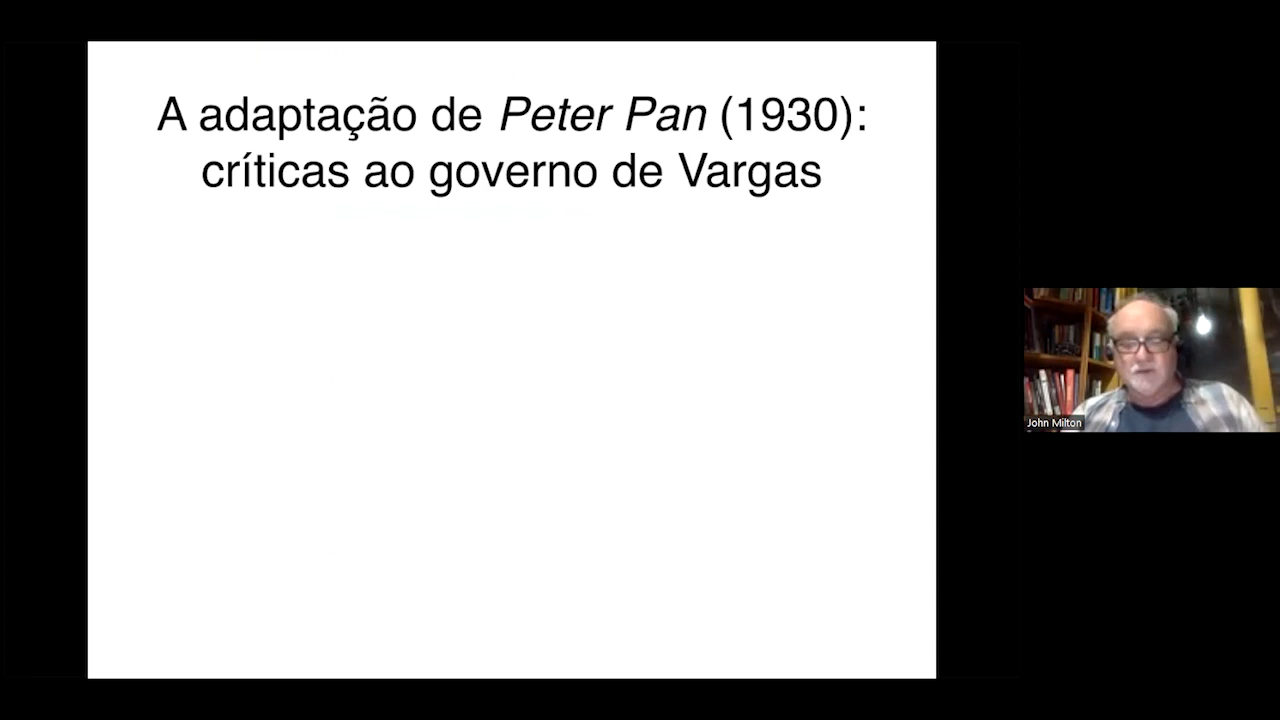 A adaptação de Peter Pan (1930):
críticas ao governo de Vargas
John Milton